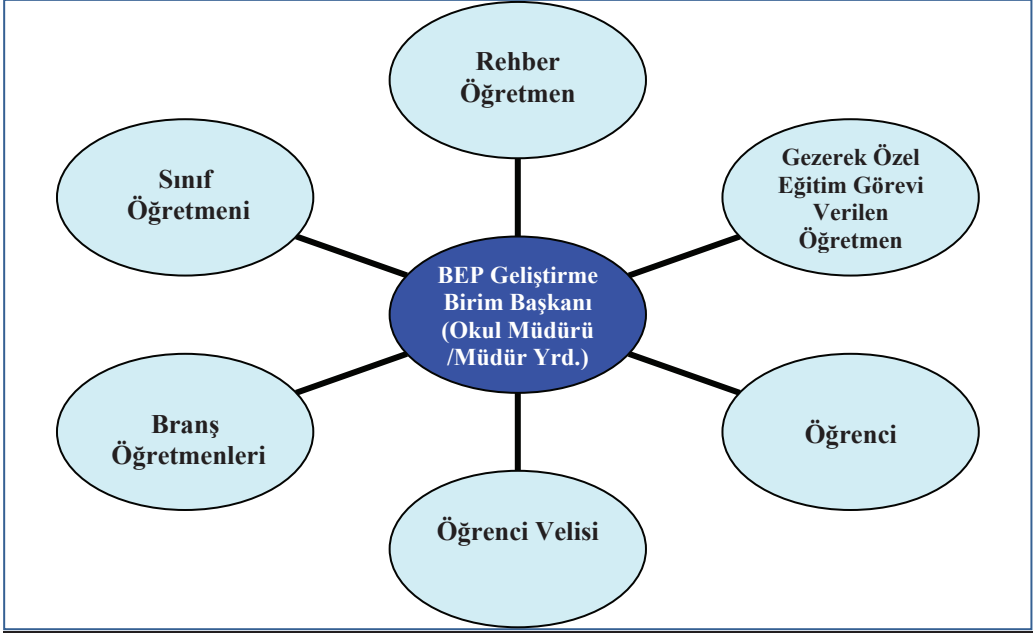 Rehber
Öğretmen
Sınıf
Öğretmeni
Gezerek Özel
Eğitim Görevi
Verilen
Öğretmen
BEP Geliştirme
Birim Başkanı
(Okul Müdürü
/Müdür Yrd.)
Branş
Öğretmenleri
Öğrenci
Öğrenci Velisi